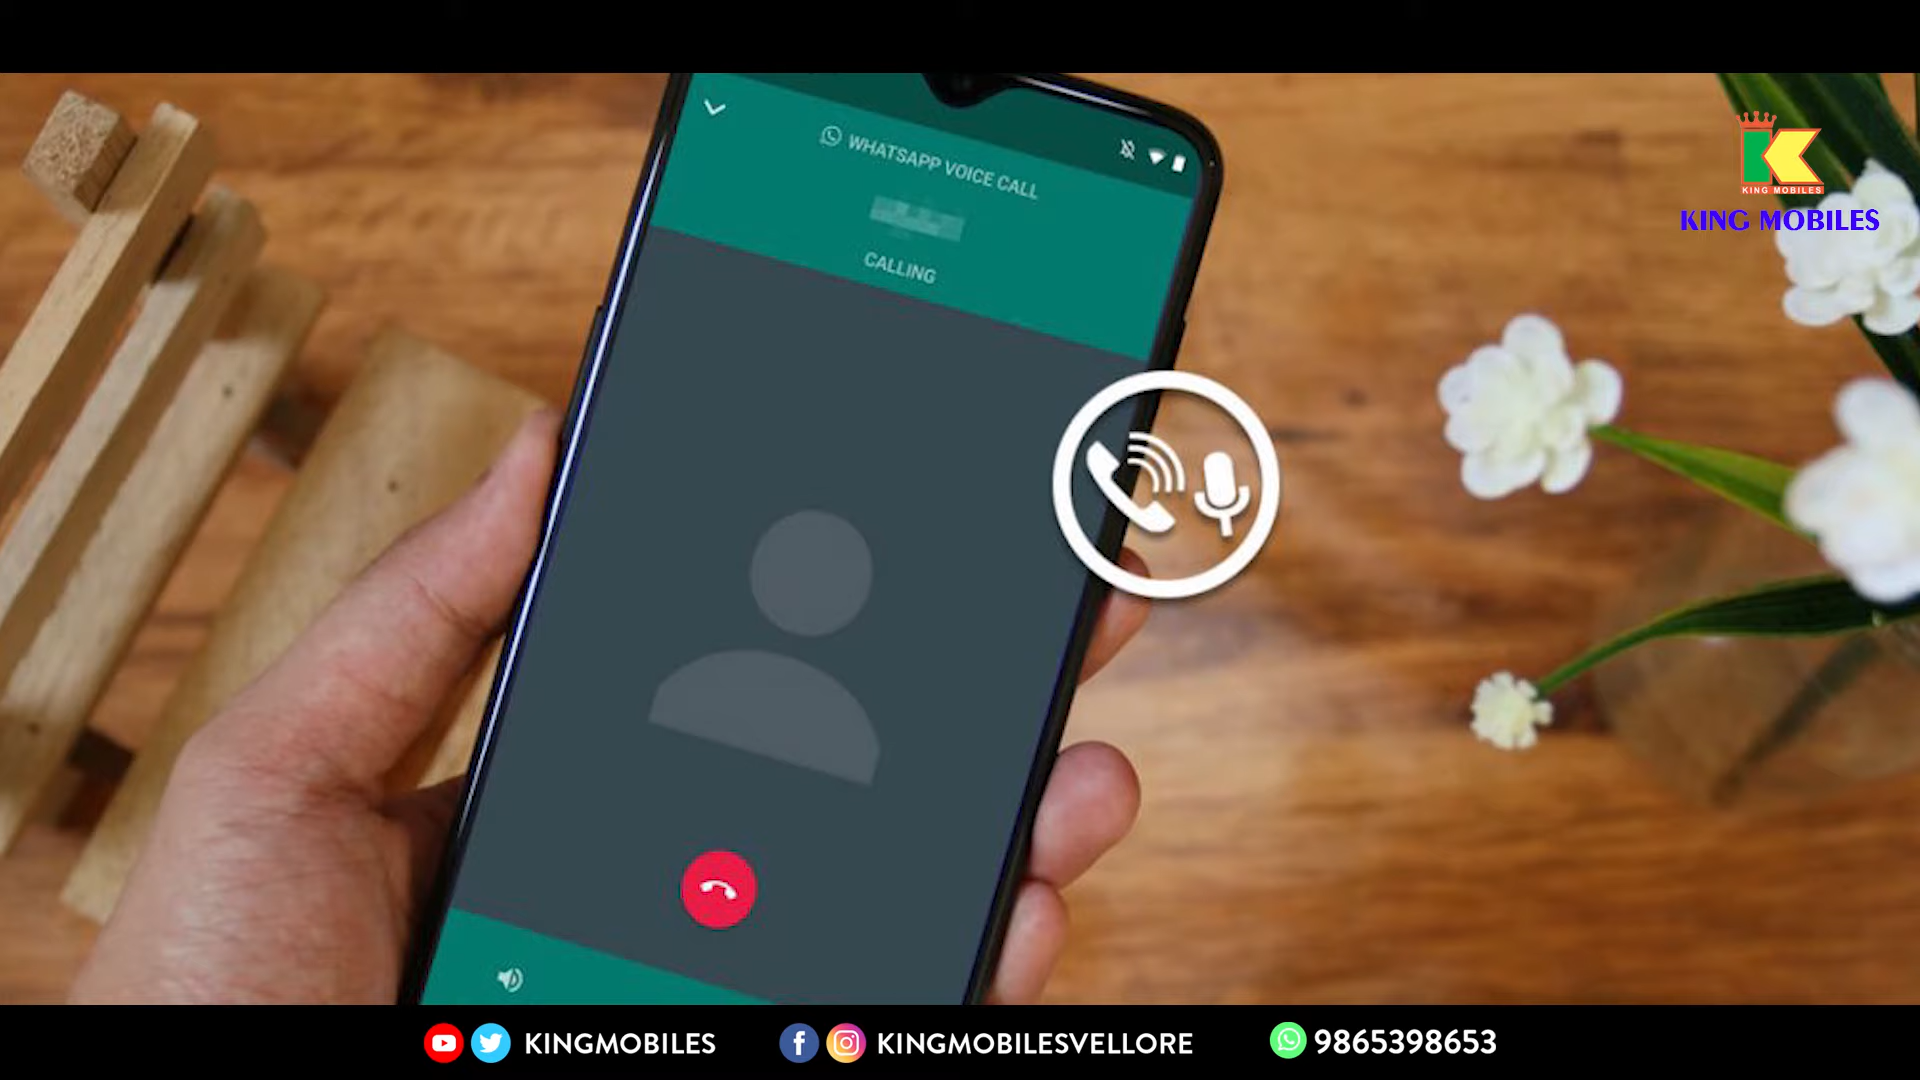 WHATSAPP VOICE CALL
CALLING
KING MOBILES
KING MOBILES
KINGMOBILES
KINGMOBILESVELLORE
9865398653